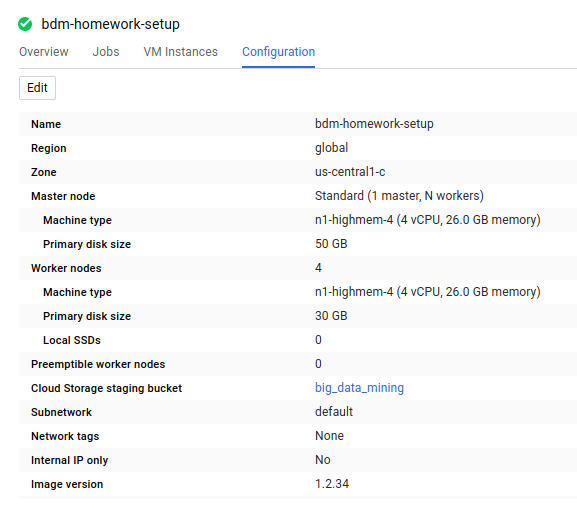 bdm-homework-setup
Overview Jobs VM Instances Configuration
Edit
Name bdm-homework-setup
Region global
Zone us-central1-c
Master node Standard (1 master, N workers)
Machine type n1-highmem-4 (4 vCPU, 26.0 GB memory)
Primary disk size 50 GB
Worker nodes 4
Machine type n1-highmem-4 (4 vCPU, 26.0 GB memory)
Primary disk size 30 GB
Local SSDs 0
Preemptible worker nodes 0
Cloud Storage staging bucket big_data_mining
Subnetwork default
Network tags None
Internal IP only No
Image version 1.2.34